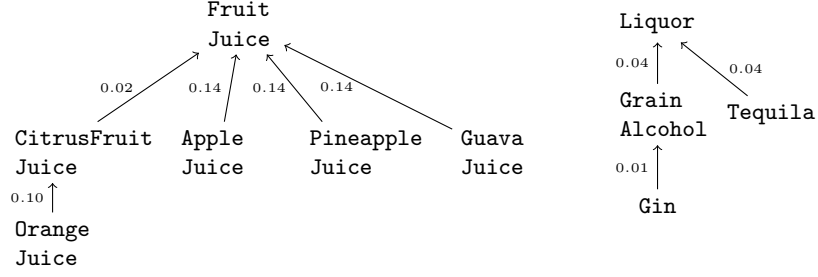 Fruit
Juice
Liquor
0.02
0.14
0.14
0.14
0.04
0.04
CitrusFruit
Juice
Apple
Juice
Pineapple
Juice
Guava
Juice
Grain
Alcohol
Tequila
0.10
0.01
Orange
Juice
Gin